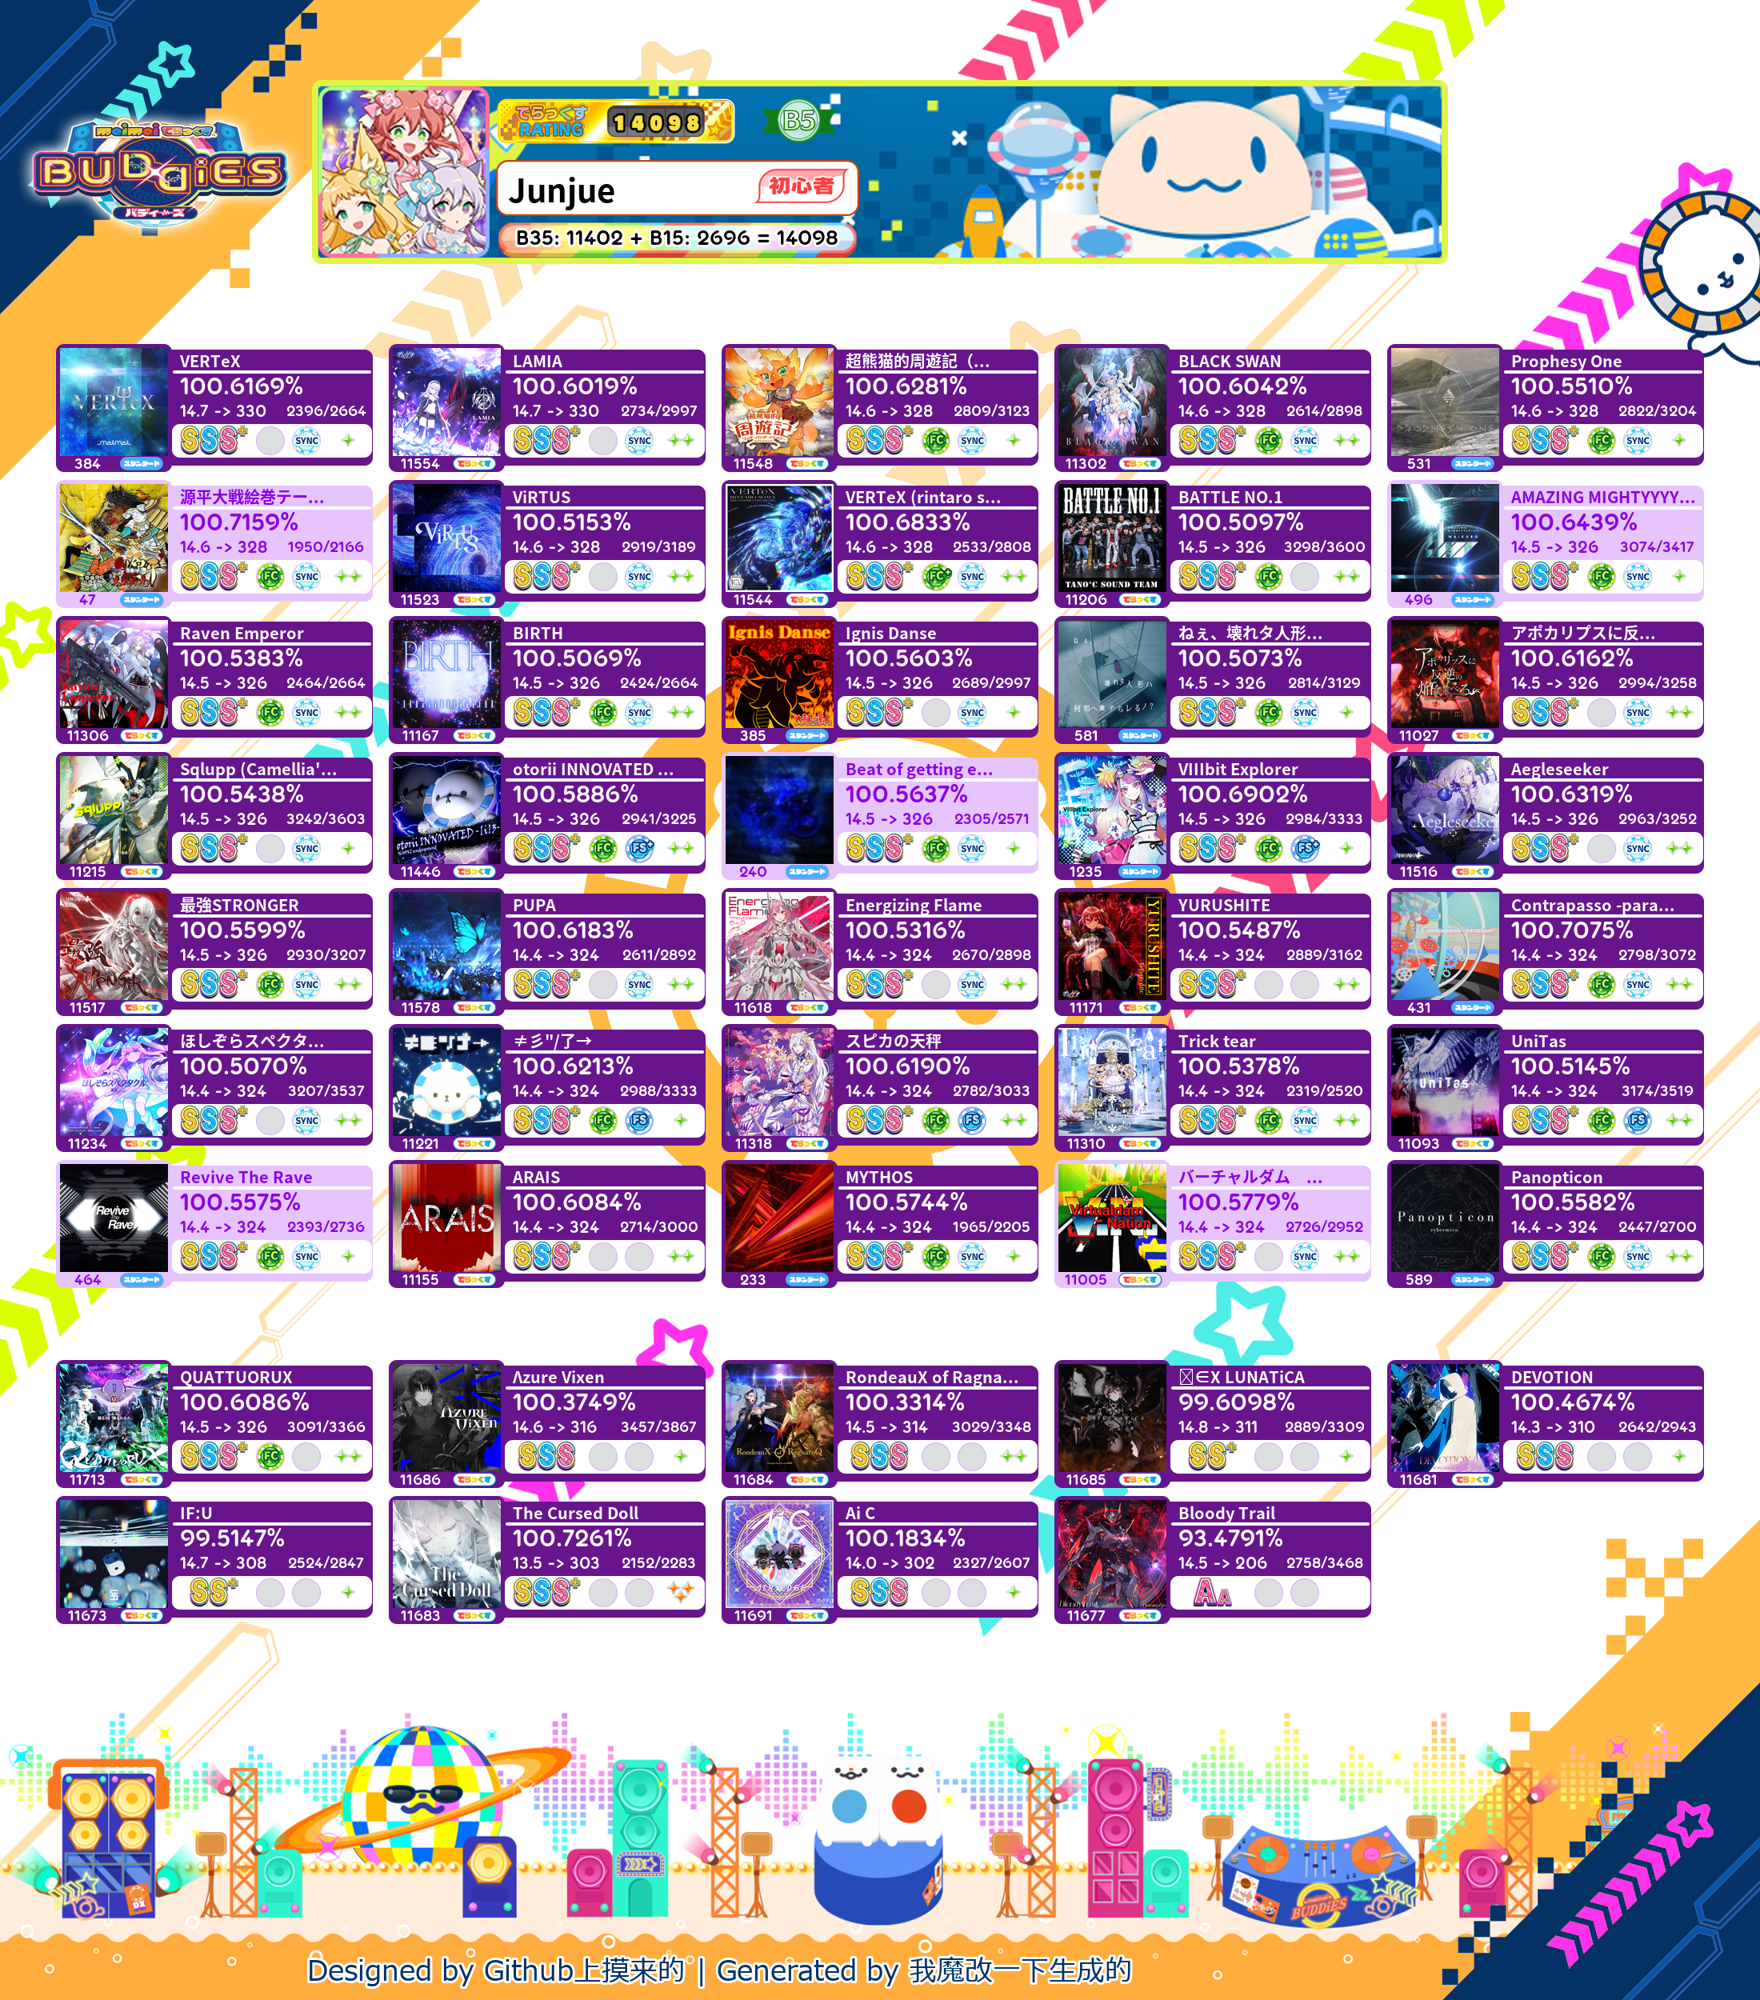 maimai でらっくす
BUDDiES
バディーズ
でらっくす
RATING 14098
B5
Junjue 初心者
B35: 11402 + B15: 2696 = 14098
VERTeX
100.6169%
14.7 -> 330 2396/2664
SSS+ SYNC
384 スタンダード
LAMIA
100.6019%
14.7 -> 330 2734/2997
SSS+ SYNC
11554 でらっくす
超熊猫的周遊記（...
100.6281%
14.6 -> 328 2809/3123
SSS+ FC SYNC
11548 でらっくす
BLACK SWAN
100.6042%
14.6 -> 328 2614/2898
SSS+ FC SYNC
11302 でらっくす
Prophesy One
100.5510%
14.6 -> 328 2822/3204
SSS+ FC SYNC
531 スタンダード
源平大戦絵巻テー...
100.7159%
14.6 -> 328 1950/2166
SSS+ FC SYNC
47 スタンダード
ViRTUS
100.5153%
14.6 -> 328 2919/3189
SSS+ SYNC
11523 でらっくす
VERTeX (rintaro s...
100.6833%
14.6 -> 328 2533/2808
SSS+ FC+ SYNC
11544 でらっくす
BATTLE NO.1
100.5097%
14.5 -> 326 3298/3600
SSS+ FC
11206 でらっくす
AMAZING MIGHTYYYY...
100.6439%
14.5 -> 326 3074/3417
SSS+ FC SYNC
496 スタンダード
Raven Emperor
100.5383%
14.5 -> 326 2464/2664
SSS+ FC SYNC
11306 でらっくす
BIRTH
100.5069%
14.5 -> 326 2424/2664
SSS+ FC SYNC
11167 でらっくす
Ignis Danse
100.5603%
14.5 -> 326 2689/2997
SSS+ SYNC
385 スタンダード
ねぇ、壊れタ人形...
100.5073%
14.5 -> 326 2814/3129
SSS+ FC SYNC
581 スタンダード
アポカリプスに反...
100.6162%
14.5 -> 326 2994/3258
SSS+ SYNC
11027 でらっくす
Sqlupp (Camellia'...
100.5438%
14.5 -> 326 3242/3603
SSS+ SYNC
11215 でらっくす
otorii INNOVATED ...
100.5886%
14.5 -> 326 2941/3225
SSS+ FC FS+
11446 でらっくす
Beat of getting e...
100.5637%
14.5 -> 326 2305/2571
SSS+ FC SYNC
240 スタンダード
VIIIbit Explorer
100.6902%
14.5 -> 326 2984/3333
SSS+ FC FS+
1235 スタンダード
Aegleseeker
100.6319%
14.5 -> 326 2963/3252
SSS+ SYNC
11516 でらっくす
最強STRONGER
100.5599%
14.5 -> 326 2930/3207
SSS+ FC SYNC
11517 でらっくす
PUPA
100.6183%
14.4 -> 324 2611/2892
SSS+ SYNC
11578 でらっくす
Energizing Flame
100.5316%
14.4 -> 324 2670/2898
SSS+ SYNC
11618 でらっくす
YURUSHITE
100.5487%
14.4 -> 324 2889/3162
SSS+
11171 でらっくす
Contrapasso -para...
100.7075%
14.4 -> 324 2798/3072
SSS+ FC SYNC
431 スタンダード
ほしぞらスペクタ...
100.5070%
14.4 -> 324 3207/3537
SSS+ SYNC
11234 でらっくす
≠彡"/了→
100.6213%
14.4 -> 324 2988/3333
SSS+ FC FS
11221 でらっくす
スピカの天秤
100.6190%
14.4 -> 324 2782/3033
SSS+ FC FS
11318 でらっくす
Trick tear
100.5378%
14.4 -> 324 2319/2520
SSS+ FC SYNC
11310 でらっくす
UniTas
100.5145%
14.4 -> 324 3174/3519
SSS+ FC FS
11093 でらっくす
Revive The Rave
100.5575%
14.4 -> 324 2393/2736
SSS+ FC SYNC
464 スタンダード
ARAIS
100.6084%
14.4 -> 324 2714/3000
SSS+
11155 でらっくす
MYTHOS
100.5744%
14.4 -> 324 1965/2205
SSS+ FC SYNC
233 スタンダード
バーチャルダム　...
100.5779%
14.4 -> 324 2726/2952
SSS+ SYNC
11005 でらっくす
Panopticon
100.5582%
14.4 -> 324 2447/2700
SSS+ FC SYNC
589 スタンダード
QUATTUORUX
100.6086%
14.5 -> 326 3091/3366
SSS+ FC
11713 でらっくす
Λzure Vixen
100.3749%
14.6 -> 316 3457/3867
SSS
11686 でらっくす
RondeauX of Ragna...
100.3314%
14.5 -> 314 3029/3348
SSS
11684 でらっくす
∈X LUNATiCA
99.6098%
14.8 -> 311 2889/3309
SS+
11685 でらっくす
DEVOTION
100.4674%
14.3 -> 310 2642/2943
SSS
11681 でらっくす
IF:U
99.5147%
14.7 -> 308 2524/2847
SS+
11673 でらっくす
The Cursed Doll
100.7261%
13.5 -> 303 2152/2283
SSS+
11683 でらっくす
Ai C
100.1834%
14.0 -> 302 2327/2607
SSS
11691 でらっくす
Bloody Trail
93.4791%
14.5 -> 206 2758/3468
AA
11677 でらっくす
BUDDiES
Designed by Github上摸来的 | Generated by 我魔改一下生成的